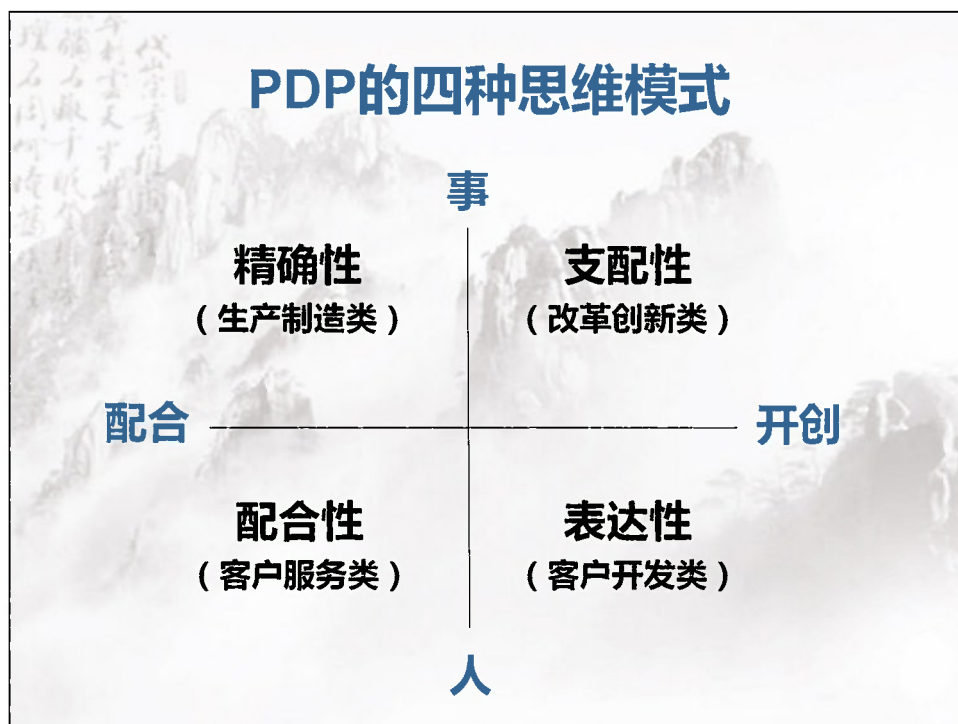 PDP的四种思维模式
事
精确性
（生产制造类）
支配性
（改革创新类）
配合
开创
配合性
（客户服务类）
表达性
（客户开发类）
人